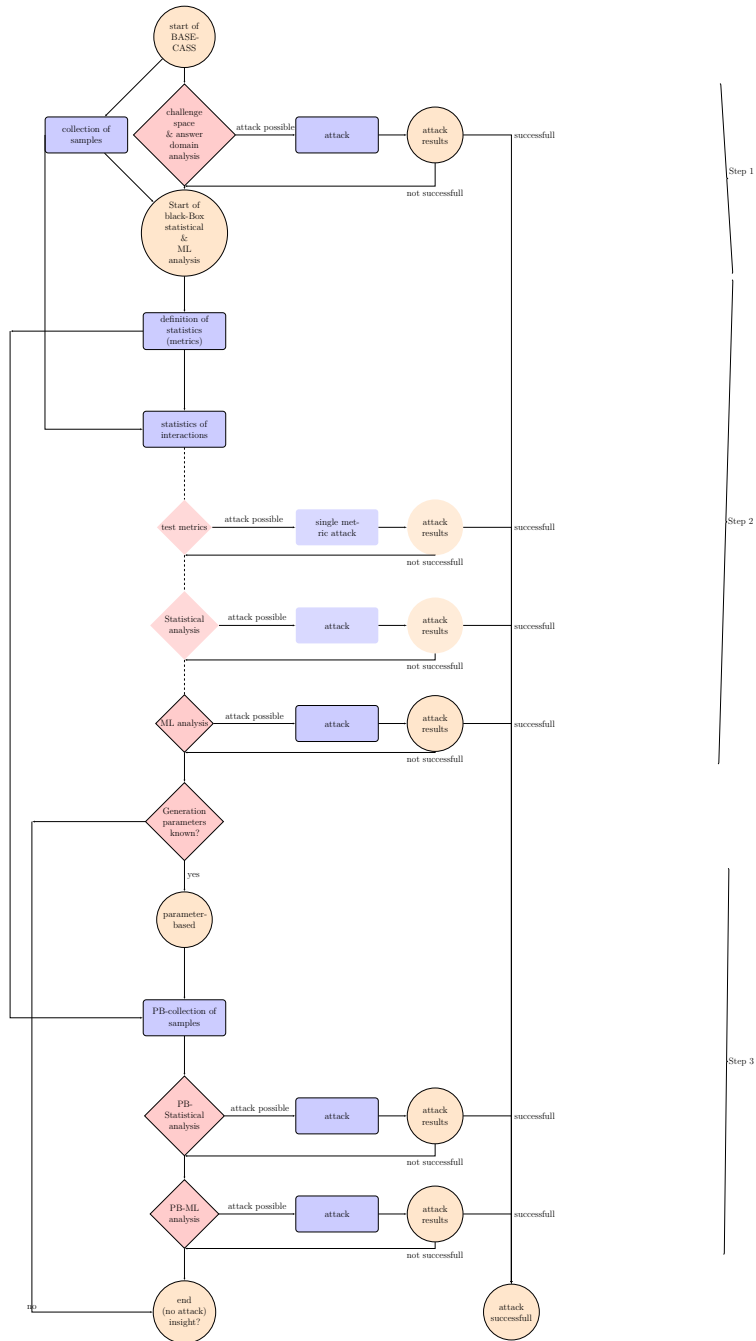 start of
BASE-
CASS
collection of
samples
challenge
space
& answer
domain
analysis
attack possible
attack
attack
results
successfull
not successfull
Step 1
Start of
black-Box
statistical
&
ML
analysis
definition of
statistics
(metrics)
statistics of
interactions
test metrics
attack possible
single met-
ric attack
attack
results
successfull
not successfull
Step 2
Statistical
analysis
attack possible
attack
attack
results
successfull
not successfull
ML analysis
attack possible
attack
attack
results
successfull
not successfull
Generation
parameters
known?
yes
parameter-
based
PB-collection of
samples
Step 3
PB-
Statistical
analysis
attack possible
attack
attack
results
successfull
not successfull
PB-ML
analysis
attack possible
attack
attack
results
successfull
not successfull
no
end
(no attack)
insight?
attack
successfull